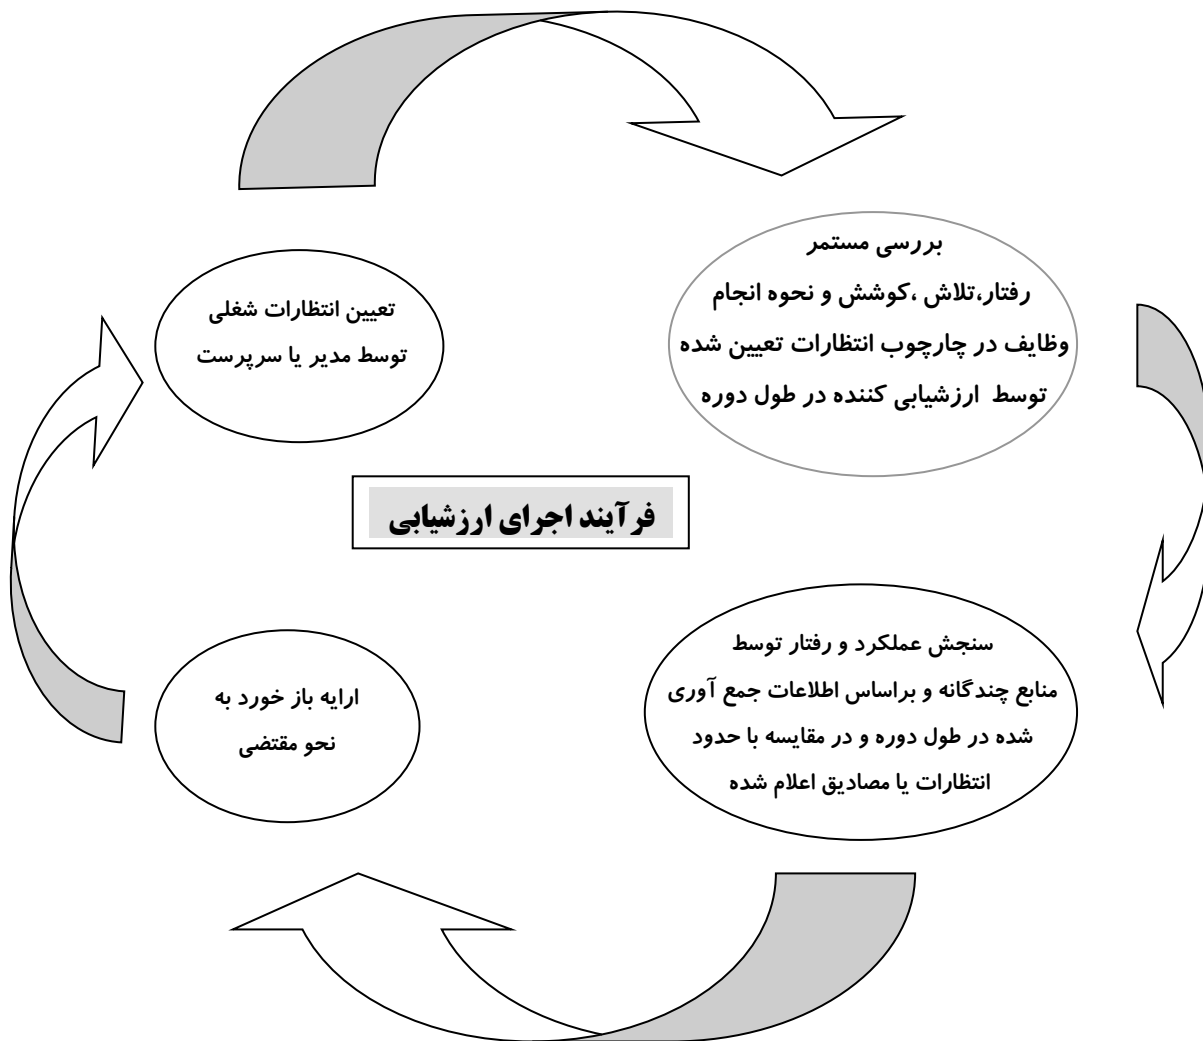 تعیین انتظارات شغلی
توسط مدیر یا سرپرست
بررسی مستمر
رفتار،تلاش ،کوشش و نحوه انجام
وظایف در چارچوب انتظارات تعیین شده
توسط ارزشیابی کننده در طول دوره
فرآیند اجرای ارزشیابی
سنجش عملکرد و رفتار توسط
منابع چندگانه و براساس اطلاعات جمع آوری
شده در طول دوره و در مقایسه با حدود
انتظارات یا مصادیق اعلام شده
ارایه باز خورد به
نحو مقتضی